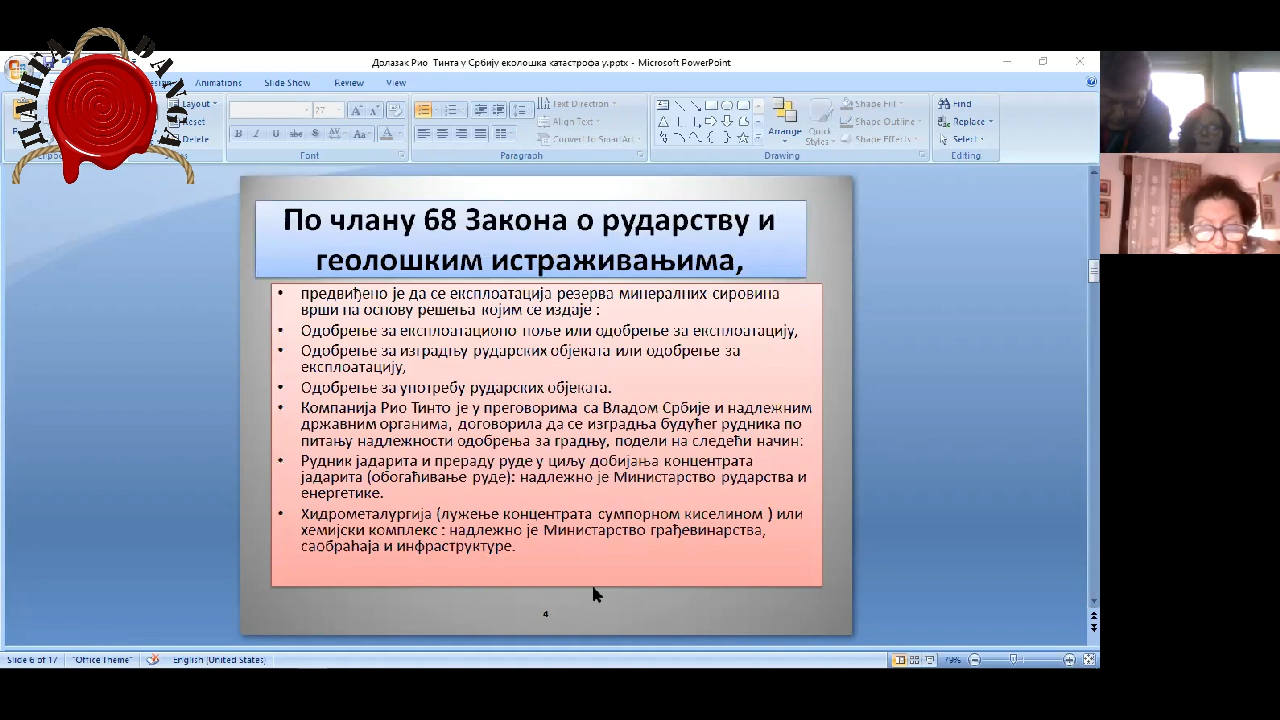 Долазак Рио Тинта у Србију еколошка катастрофа у.pptx - Microsoft PowerPoint
Animations Slide Show Review View
Layout Reset Delete
27
Text Direction
Align Text
Convert to SmartArt
Arrange
Quick Styles
Shape Fill
Shape Outline
Shape Effects
Find
Replace
Select
Font Paragraph Drawing Editing
По члану 68 Закона о рударству и
геолошким истраживањима,
• предвиђено је да се експлоатација резерва минералних сировина
врши на основу решења којим се издаје :
• Одобрење за експлоатационо поље или одобрење за експлоатацију,
• Одобрење за изградњу рударских објеката или одобрење за
експлоатацију,
• Одобрење за употребу рударских објеката.
• Компанија Рио Тинто је у преговорима са Владом Србије и надлежним
државним органима, договорила да се изградња будућег рудника по
питању надлежности одобрења за градњу, подели на следећи начин:
• Рудник јадарита и прераду руде у циљу добијања концентрата
јадарита (обогаћивање руде): надлежно је Министарство рударства и
енергетике.
• Хидрометалургија (лужење концентрата сумпорном киселином ) или
хемијски комплекс : надлежно је Министарство грађевинарства,
саобраћаја и инфраструктуре.
4
Slide 6 of 17 "Office Theme" English (United States) 79%